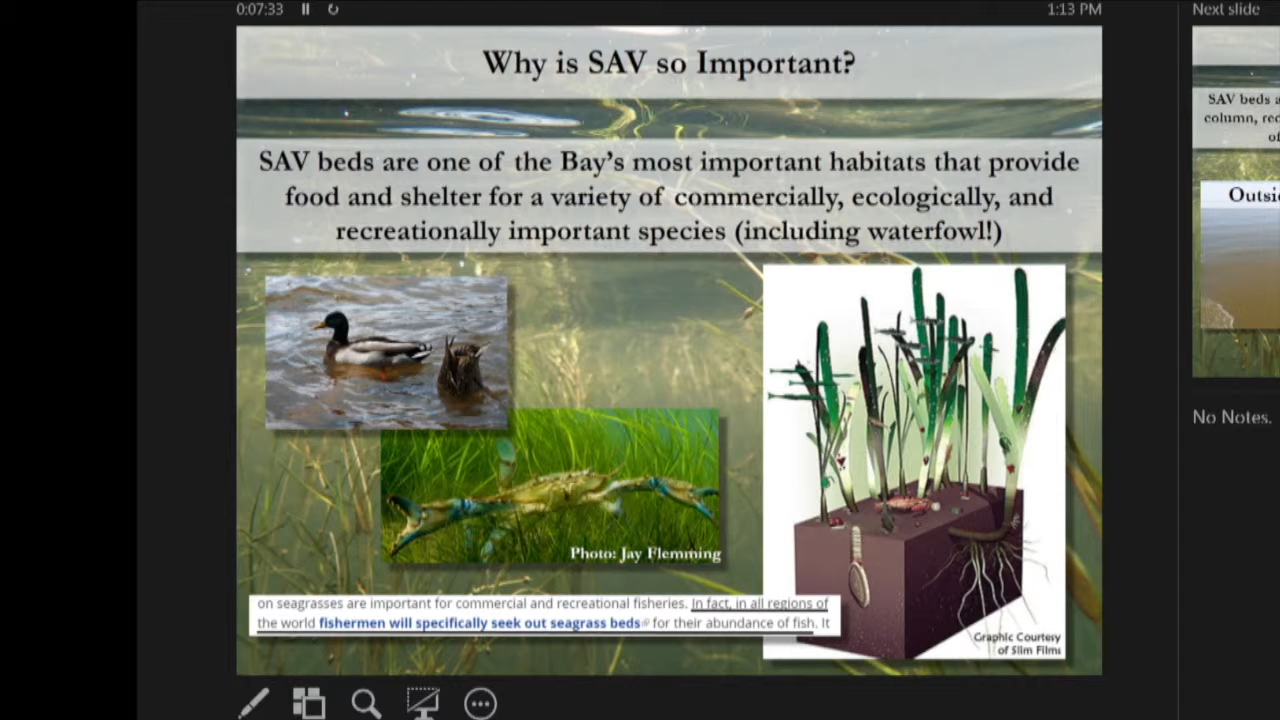 0:07:33
1:13 PM
Next slide
Why is SAV so Important?
SAV beds are one of the Bay's most important habitats that provide
food and shelter for a variety of commercially, ecologically, and
recreationally important species (including waterfowl!)
Photo: Jay Flemming
on seagrasses are important for commercial and recreational fisheries. In fact, in all regions of
the world fishermen will specifically seek out seagrass beds for their abundance of fish. It
Graphic Courtesy
of Slim Films
SAV beds
column,
No Notes.